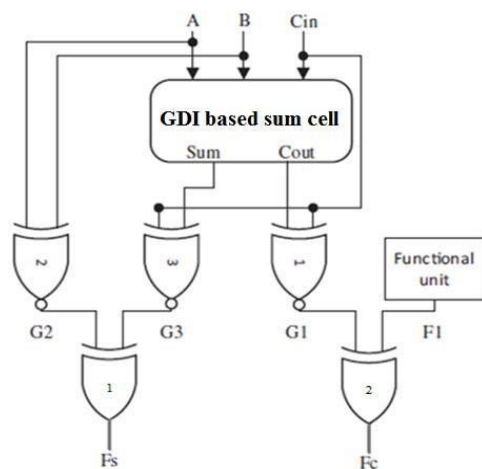 A B Cin
GDI based sum cell
Sum Cout
2 3 1
Functional unit
G2 G3 G1 F1
1 2
Fs Fc